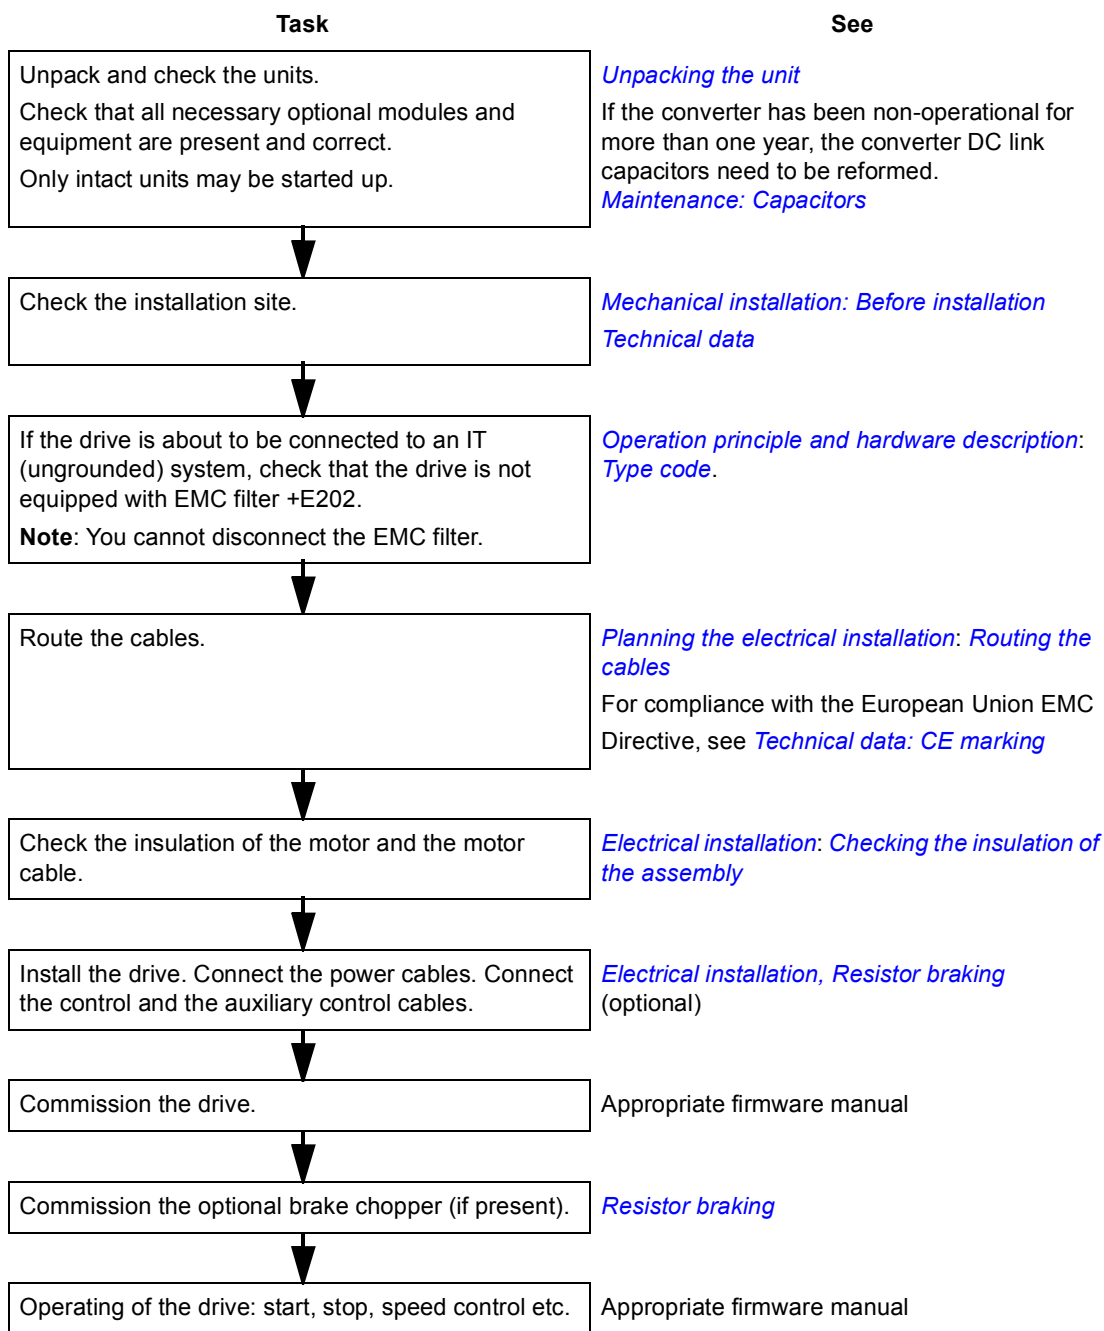 Task
See
Unpack and check the units.
Check that all necessary optional modules and
equipment are present and correct.
Only intact units may be started up.
Unpacking the unit
If the converter has been non-operational for
more than one year, the converter DC link
capacitors need to be reformed.
Maintenance: Capacitors
Check the installation site.
Mechanical installation: Before installation
Technical data
If the drive is about to be connected to an IT
(ungrounded) system, check that the drive is not
equipped with EMC filter +E202.
Note: You cannot disconnect the EMC filter.
Operation principle and hardware description:
Type code.
Route the cables.
Planning the electrical installation: Routing the
cables
For compliance with the European Union EMC
Directive, see Technical data: CE marking
Check the insulation of the motor and the motor
cable.
Electrical installation: Checking the insulation of
the assembly
Install the drive. Connect the power cables. Connect
the control and the auxiliary control cables.
Electrical installation, Resistor braking
(optional)
Commission the drive.
Appropriate firmware manual
Commission the optional brake chopper (if present).
Resistor braking
Operating of the drive: start, stop, speed control etc.
Appropriate firmware manual